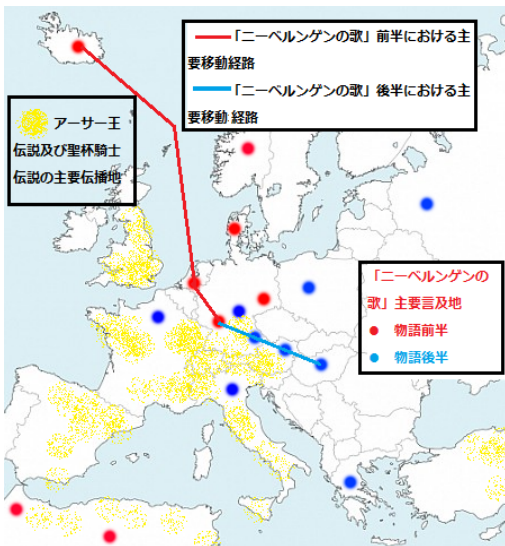 「ニーベルンゲンの歌」前半における主
要移動経路
「ニーベルンゲンの歌」後半における主
要移動 経路
アーサー王
伝説及び聖杯騎士
伝説の主要伝播地
「ニーベルンゲンの
歌」主要言及地
物語前半
物語後半